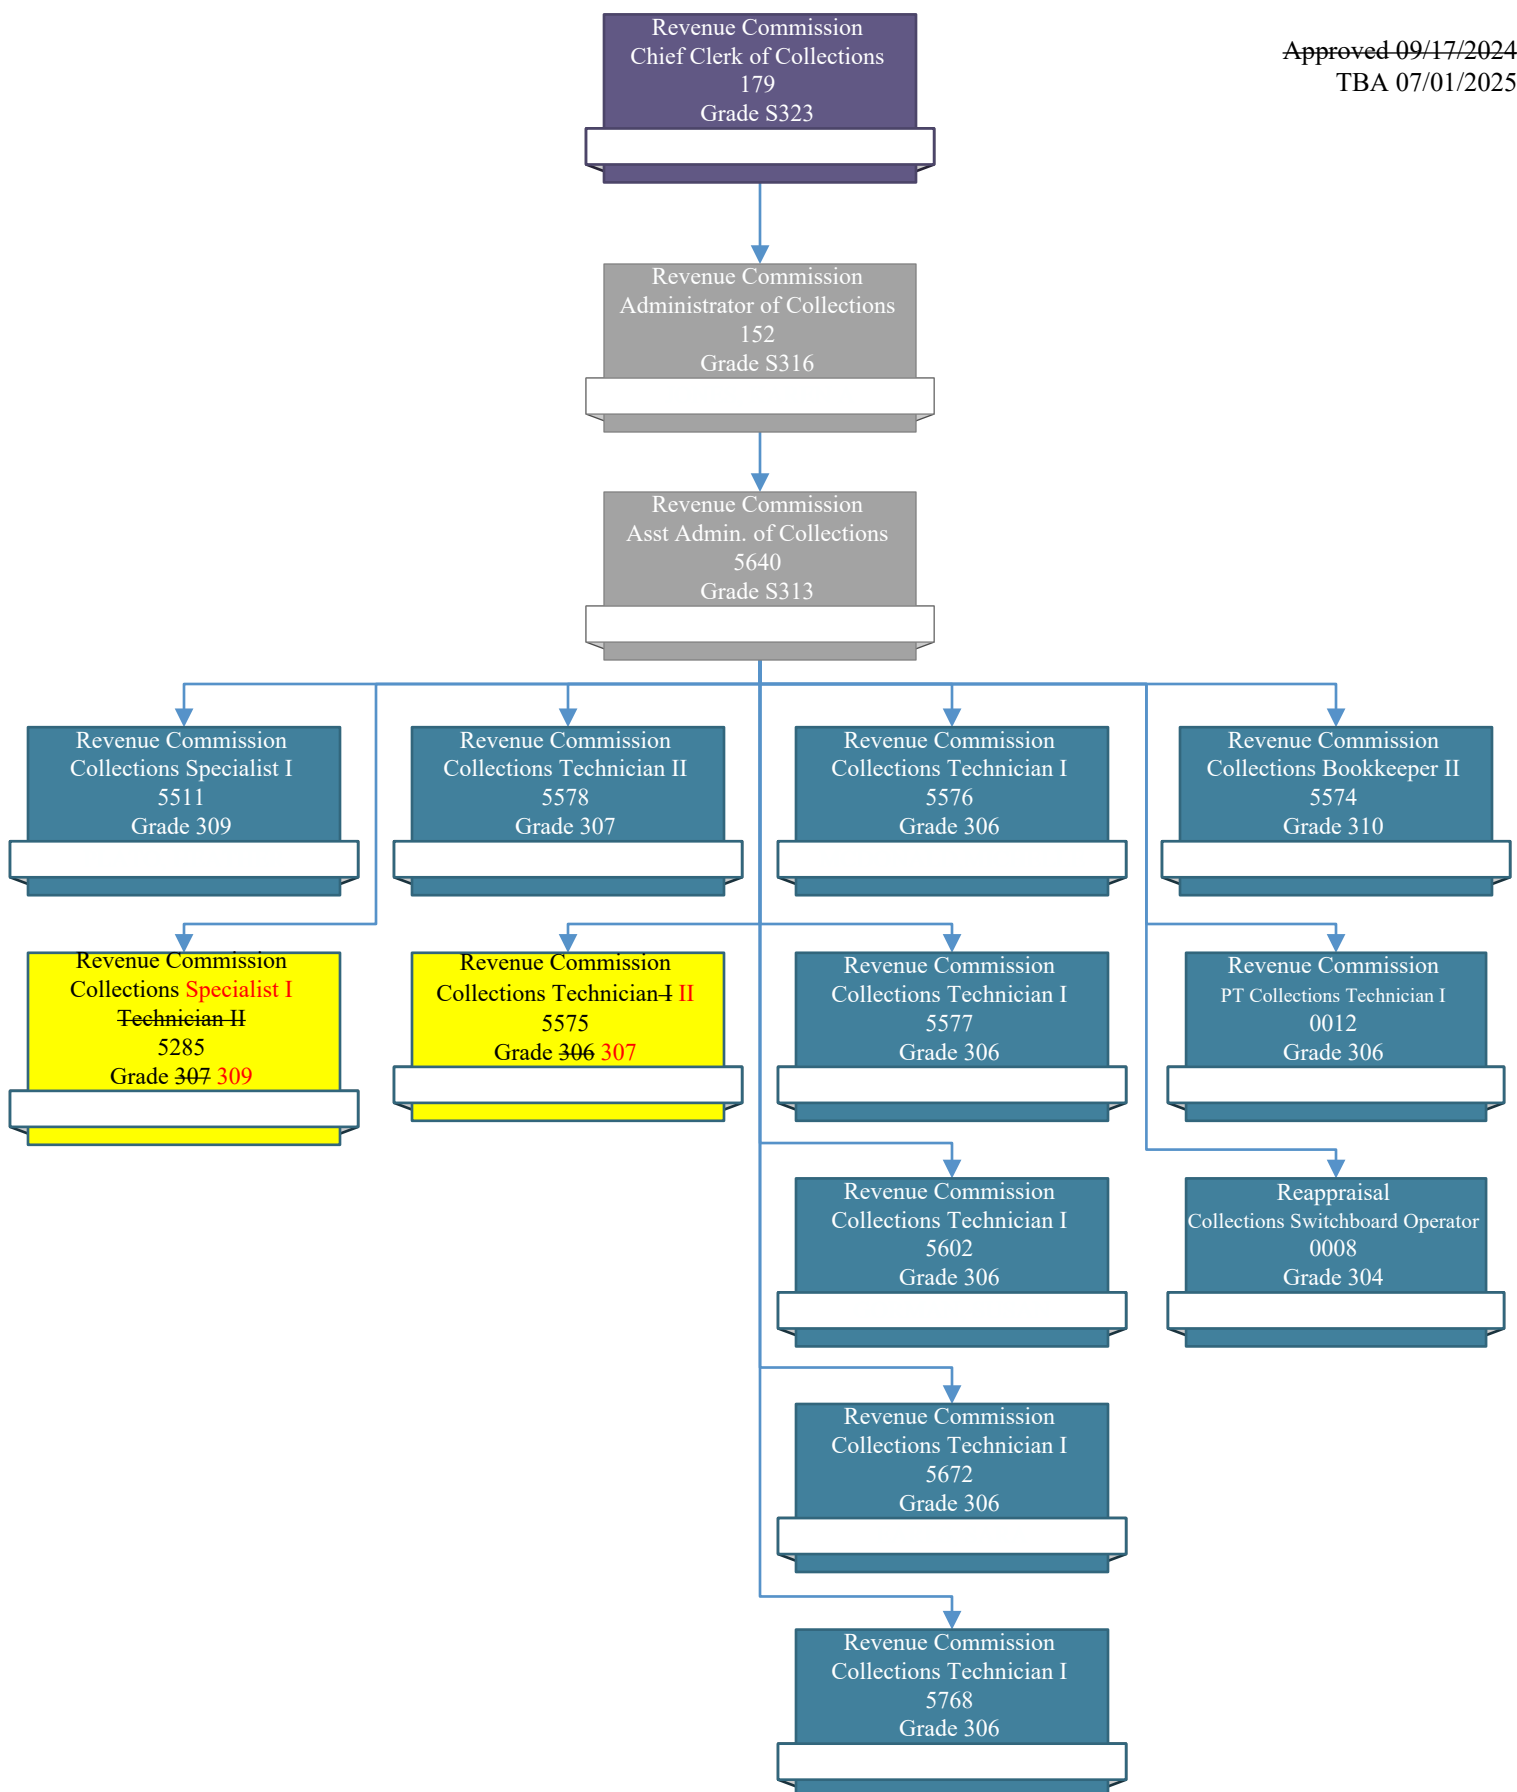 Revenue Commission
Chief Clerk of Collections
179
Grade S323
Approved 09/17/2024
TBA 07/01/2025
Revenue Commission
Administrator of Collections
152
Grade S316
Revenue Commission
Asst Admin. of Collections
5640
Grade S313
Revenue Commission
Collections Specialist I
5511
Grade 309
Revenue Commission
Collections Technician II
5578
Grade 307
Revenue Commission
Collections Technician I
5576
Grade 306
Revenue Commission
Collections Bookkeeper II
5574
Grade 310
Revenue Commission
Collections Specialist I
Technician II
5285
Grade 307 309
Revenue Commission
Collections Technician I II
5575
Grade 306 307
Revenue Commission
Collections Technician I
5577
Grade 306
Revenue Commission
PT Collections Technician I
0012
Grade 306
Revenue Commission
Collections Technician I
5602
Grade 306
Reappraisal
Collections Switchboard Operator
0008
Grade 304
Revenue Commission
Collections Technician I
5672
Grade 306
Revenue Commission
Collections Technician I
5768
Grade 306